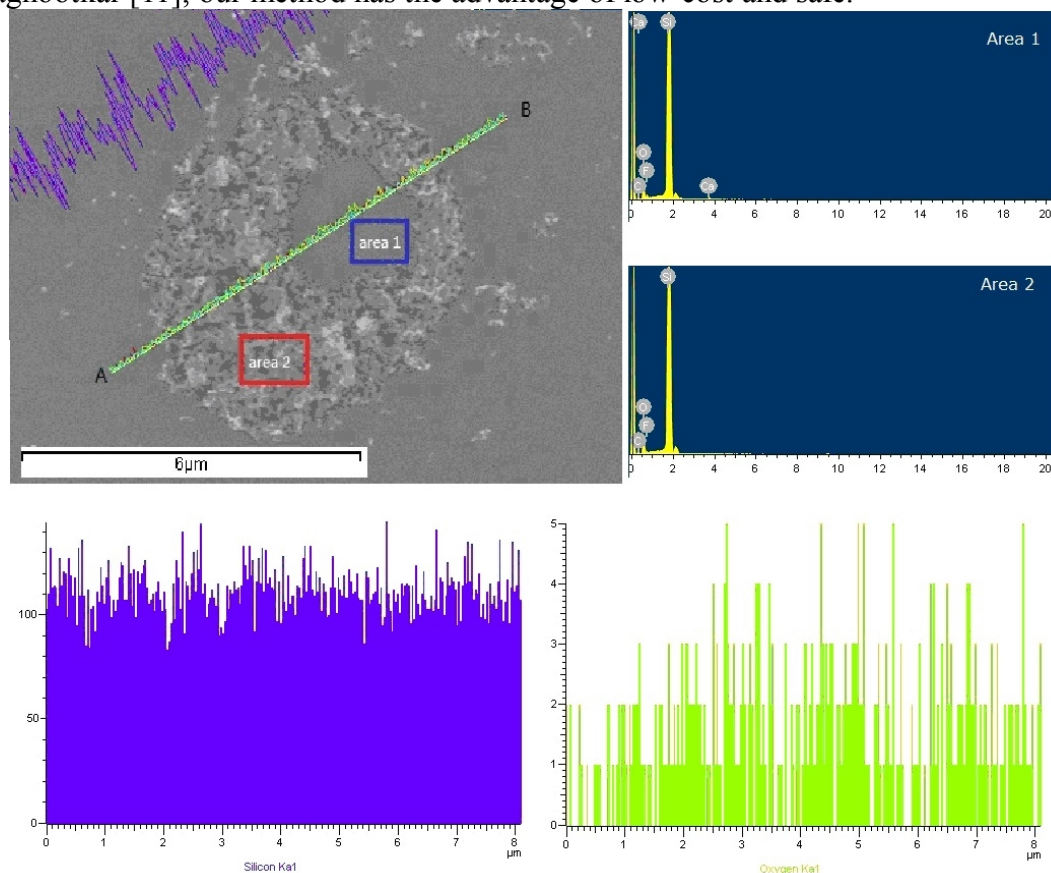 our method has the advantage of low cost and safe.
B
area 1
area 2
A
6μm
Area 1
Ca
Si
O
F
C
Ca
0 2 4 6 8 10 12 14 16 18 20
Area 2
Si
O
F
C
0 2 4 6 8 10 12 14 16 18 20
100
50
0
0 1 2 3 4 5 6 7 8
μm
Silicon Ka1
5
4
3
2
1
0
0 1 2 3 4 5 6 7 8
μm
Oxygen Ka1